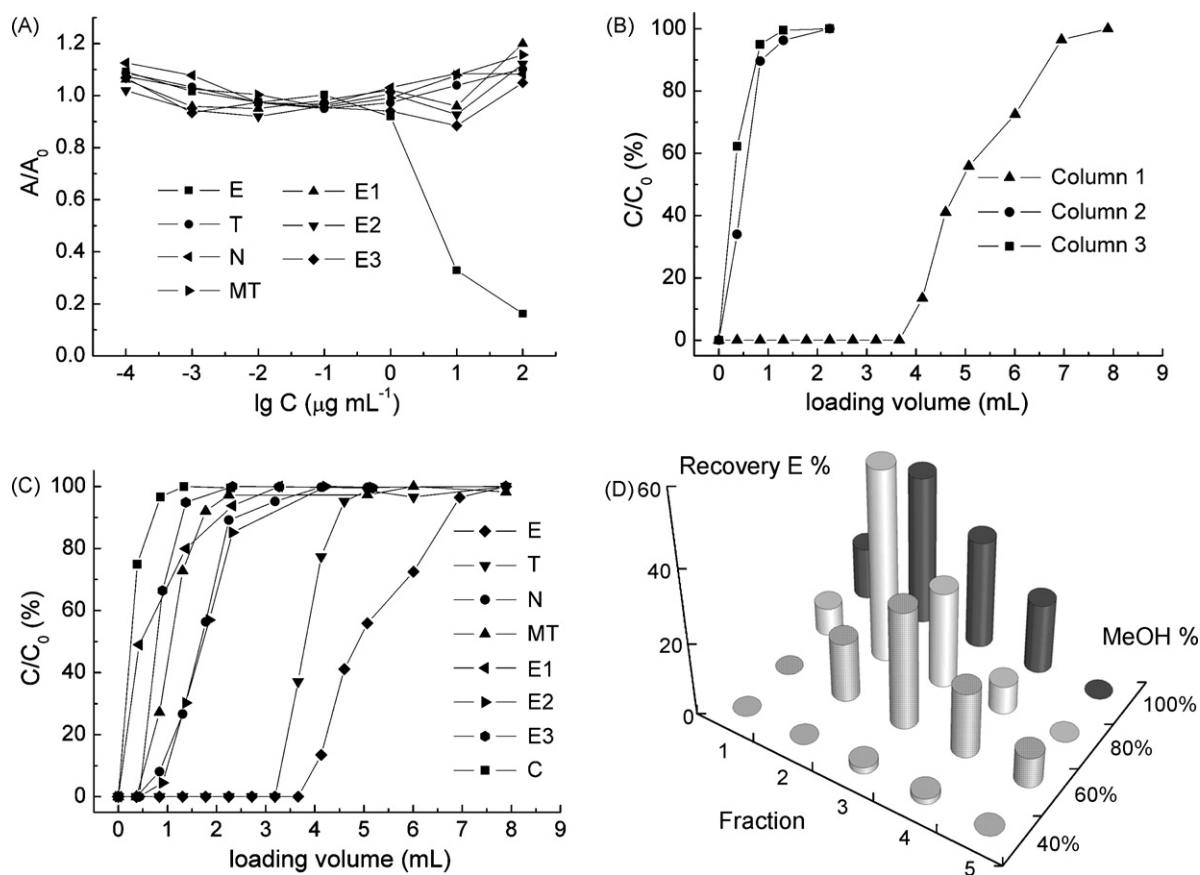 (A)
A/A0
1.2
1.0
0.8
0.6
0.4
0.2
0.0
E
T
N
MT
E1
E2
E3
-4 -3 -2 -1 0 1 2
lg C (μg mL-1)
(B)
C/C0 (%)
100
80
60
40
20
0
Column 1
Column 2
Column 3
0 1 2 3 4 5 6 7 8 9
loading volume (mL)
(C)
C/C0 (%)
100
80
60
40
20
0
E
T
N
MT
E1
E2
E3
C
0 1 2 3 4 5 6 7 8 9
loading volume (mL)
(D)
Recovery E %
60
40
20
0
1
2
3
4
5
Fraction
MeOH %
100%
80%
60%
40%